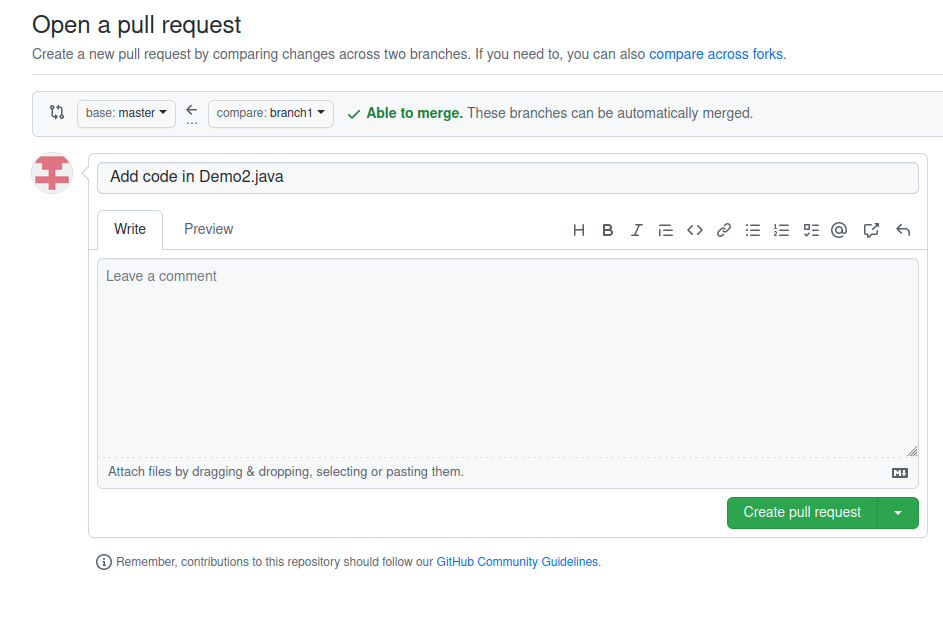 Open a pull request
Create a new pull request by comparing changes across two branches. If you need to, you can also compare across forks.
base: master ... compare: branch1 Able to merge. These branches can be automatically merged.
Add code in Demo2.java
Write Preview H B I @
Leave a comment
Attach files by dragging & dropping, selecting or pasting them. M
Create pull request
Remember, contributions to this repository should follow our GitHub Community Guidelines.